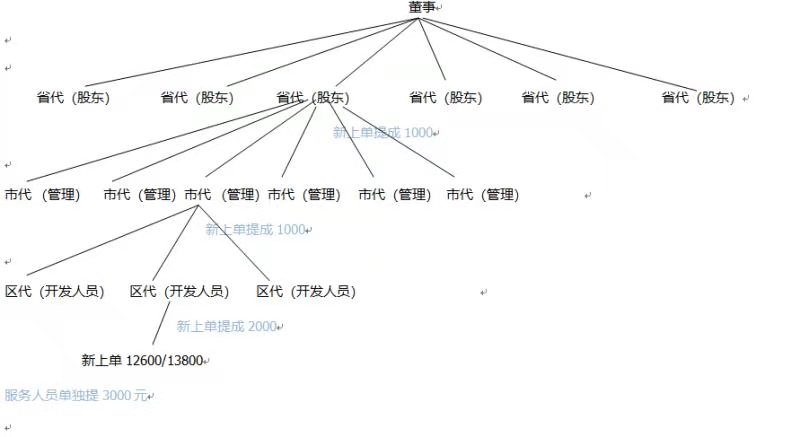 董事
省代（股东） 省代（股东） 省代（股东） 省代（股东） 省代（股东） 省代（股东）
新上单提成 1000
市代 （管理） 市代（管理） 市代 （管理） 市代（管理） 市代（管理） 市代（管理）
新上单提成 1000
区代（开发人员） 区代（开发人员） 区代（开发人员）
新上单提成 2000
新上单 12600/13800
服务人员单独提 3000 元